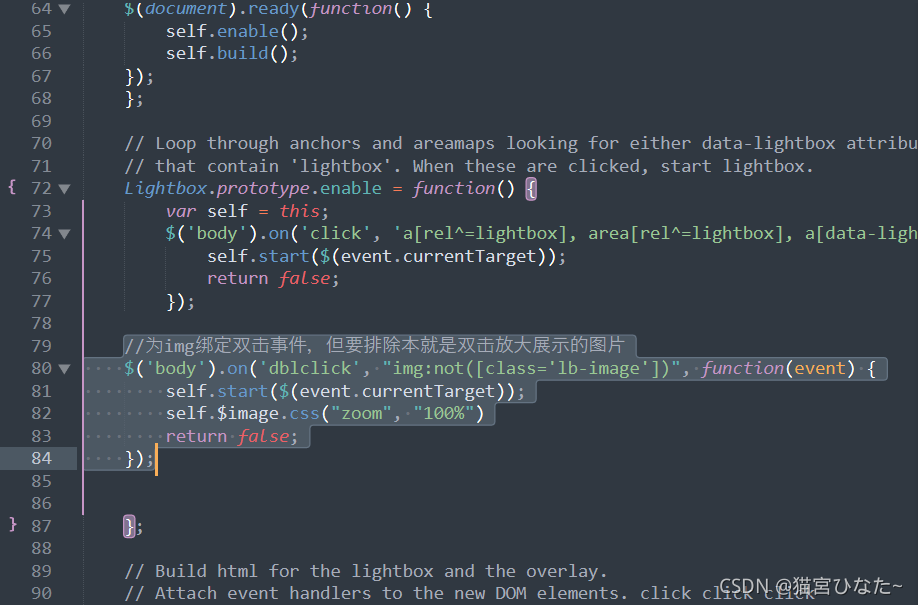 64 $(document).ready(function() {
65 self.enable();
66 self.build();
67 });
68 };
69
70 // Loop through anchors and areamaps looking for either data-lightbox attribu
71 // that contain 'lightbox'. When these are clicked, start lightbox.
{ 72 Lightbox.prototype.enable = function() {
73 var self = this;
74 $('body').on('click', 'a[rel^=lightbox], area[rel^=lightbox], a[data-ligh
75 self.start($(event.currentTarget));
76 return false;
77 });
78
79 //为img绑定双击事件, 但要排除本就是双击放大展示的图片
80 $('body').on('dblclick', "img:not([class='lb-image'])", function(event) {
81 self.start($(event.currentTarget));
82 self.$image.css("zoom", "100%")
83 return false;
84 });
85
86
} 87 };
88
89 // Build html for the lightbox and the overlay.
90 // Attach event handlers to the new DOM elements. click click click
CSDN @猫宫ひなた~